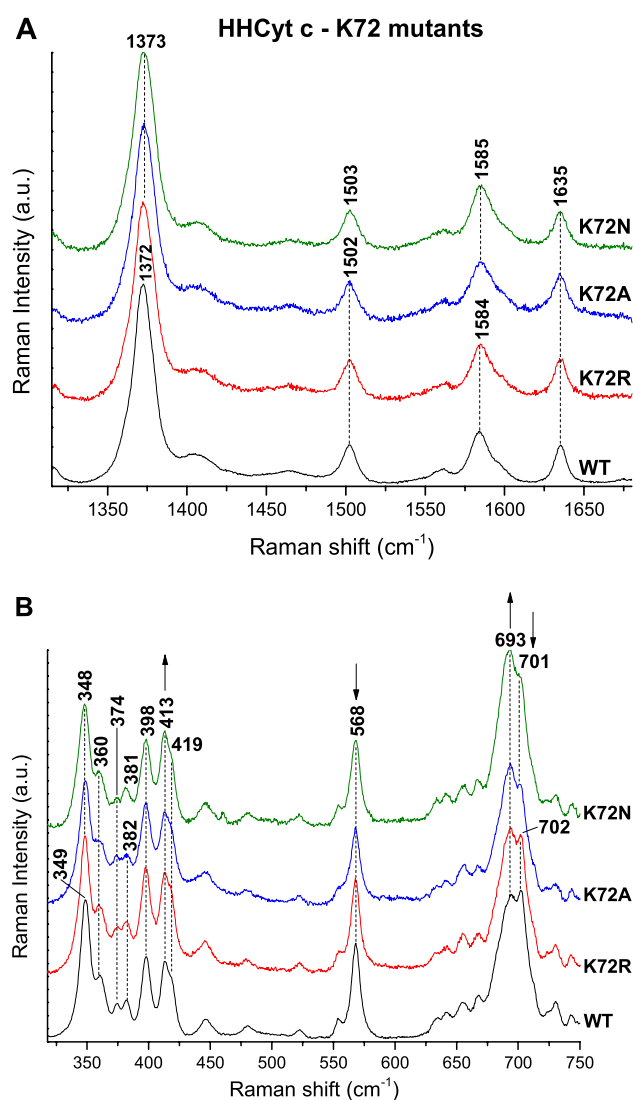 A
HHCyt c - K72 mutants
1373
1372
1503
1502
1585
1584
1635
K72N
K72A
K72R
WT
Raman Intensity (a.u.)
1350 1400 1450 1500 1550 1600 1650
Raman shift (cm-1)
B
348
349
360
374
381
382
398
413
419
568
693
701
702
K72N
K72A
K72R
WT
Raman Intensity (a.u.)
350 400 450 500 550 600 650 700 750
Raman shift (cm-1)